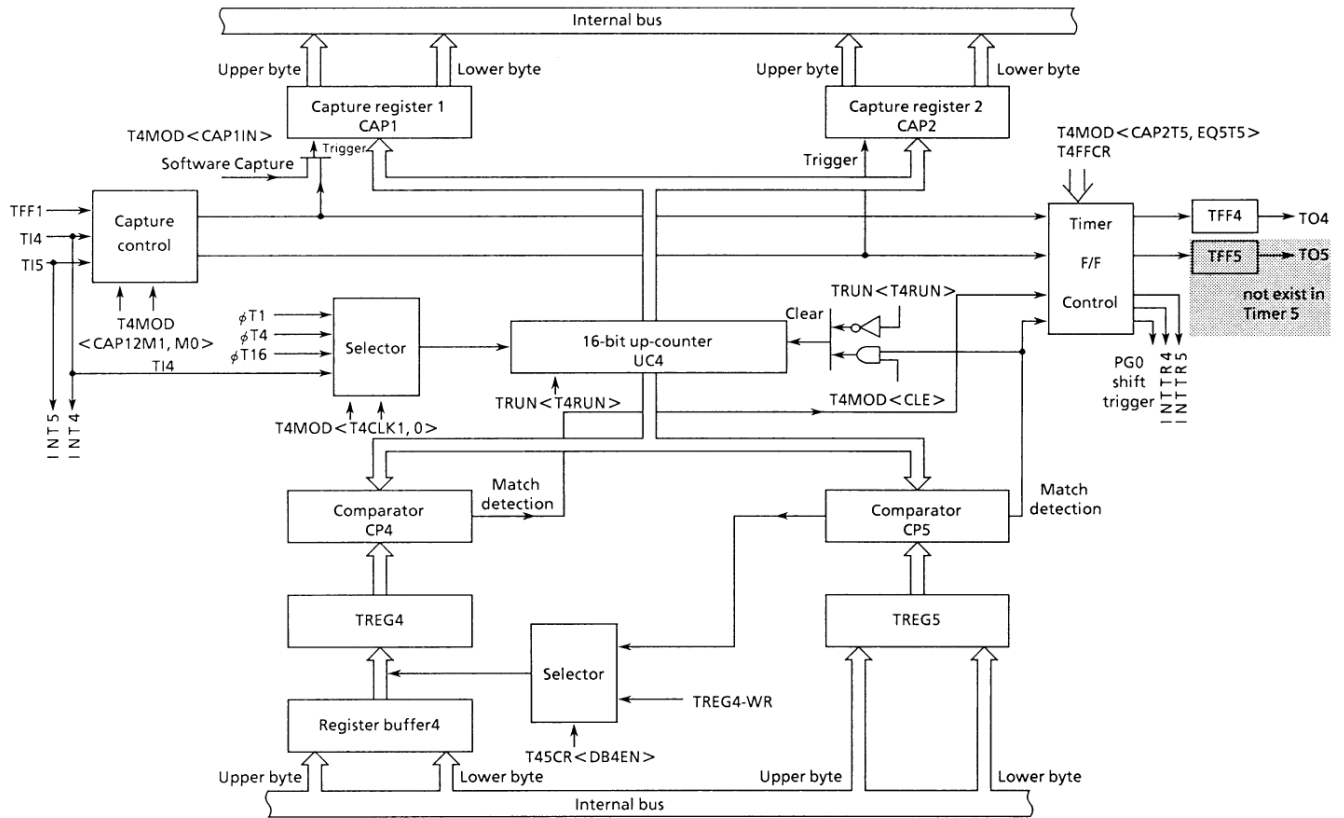 Internal bus
Upper byte
Lower byte
Upper byte
Lower byte
Capture register 1
CAP1
Capture register 2
CAP2
T4MOD<CAP1IN>
Software Capture
Trigger
Trigger
T4MOD<CAP2T5, EQ5T5>
T4FFCR
TFF1
TI4
TI5
Capture
control
Timer
F/F
Control
TFF4
TO4
TFF5
TO5
not exist in
Timer 5
T4MOD
<CAP12M1, M0>
TI4
φT1
φT4
φT16
Selector
16-bit up-counter
UC4
Clear
TRUN<T4RUN>
T4MOD<CLE>
TRUN<T4RUN>
T4MOD<T4CLK1, 0>
INT5
INT4
PG0
shift
trigger
INTTR4
INTTR5
Comparator
CP4
Match
detection
Comparator
CP5
Match
detection
TREG4
TREG5
Selector
TREG4-WR
Register buffer4
T45CR<DB4EN>
Upper byte
Lower byte
Upper byte
Lower byte
Internal bus